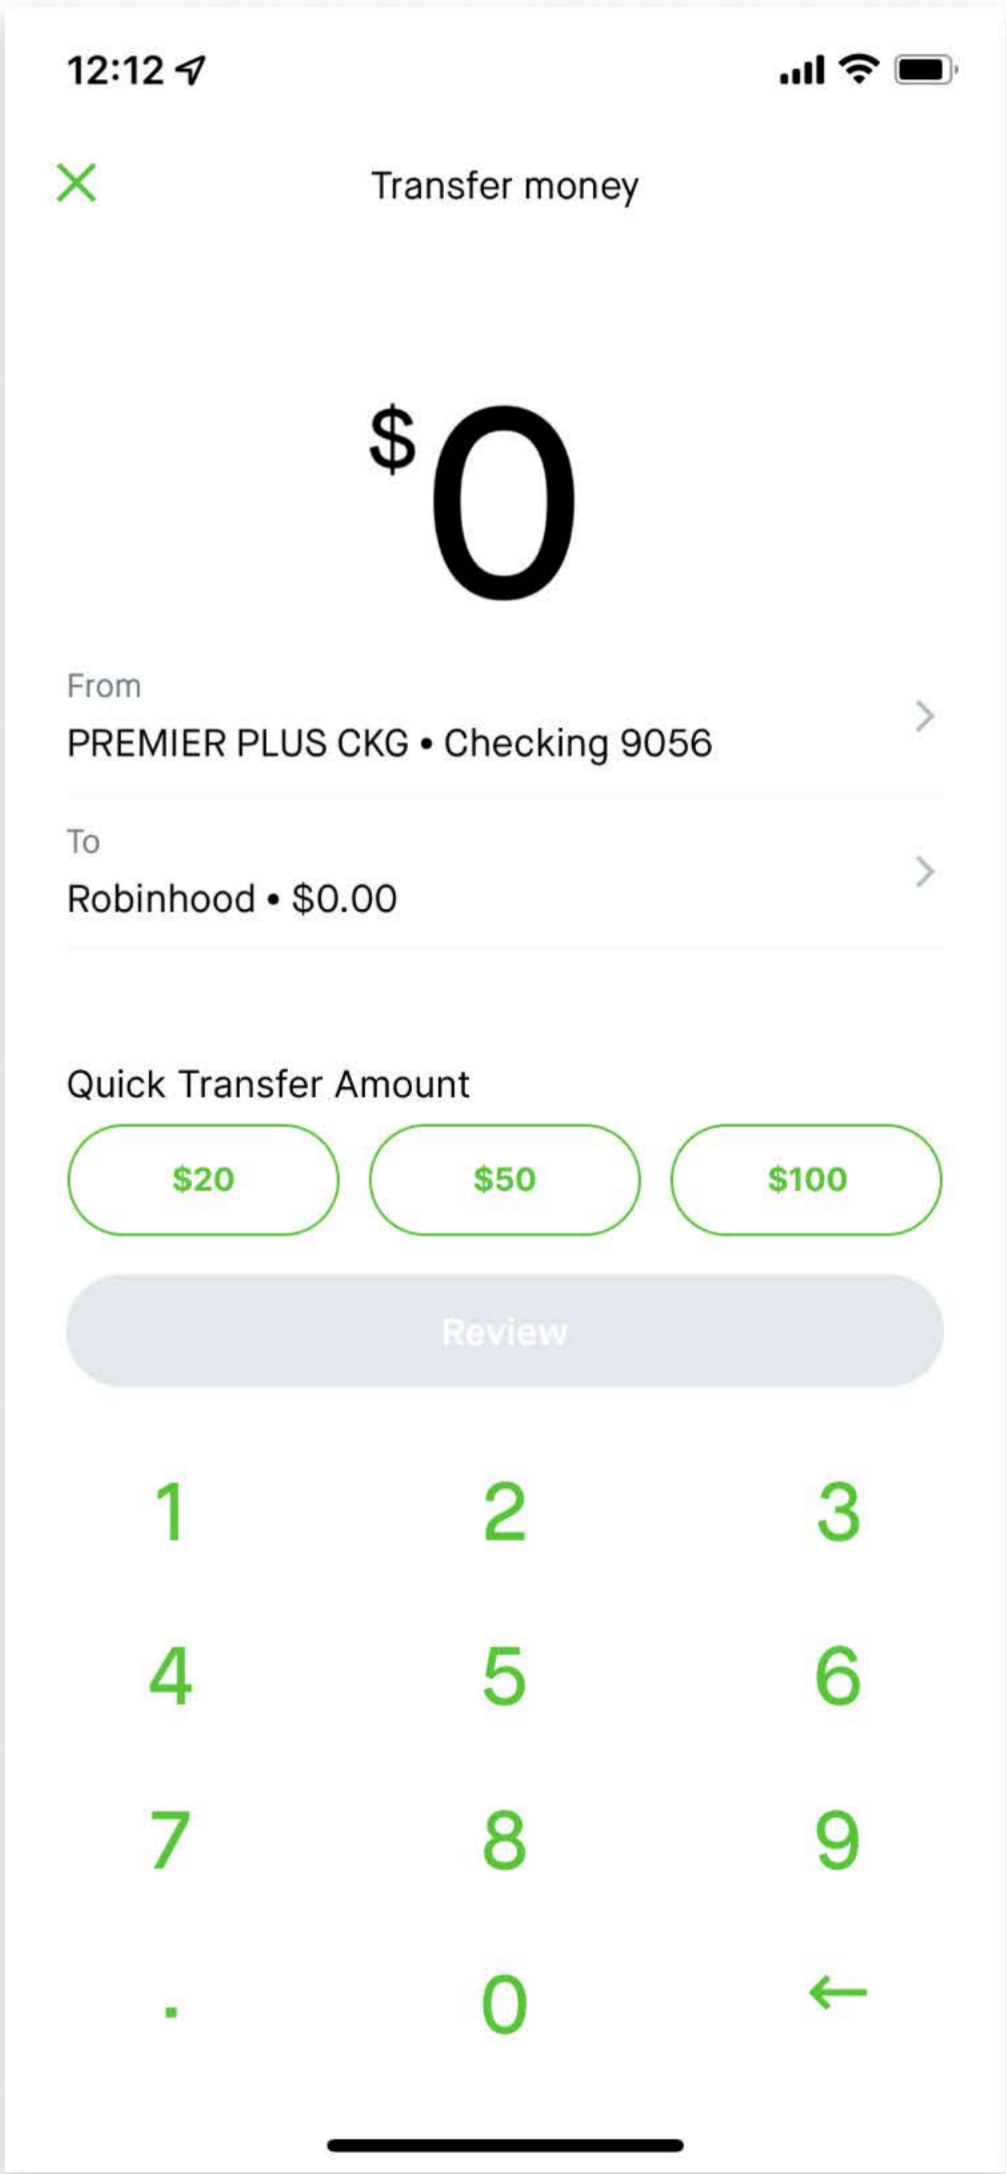 12:12
Transfer money
$0
From
PREMIER PLUS CKG • Checking 9056
To
Robinhood • $0.00
Quick Transfer Amount
$20 $50 $100
Review
1 2 3
4 5 6
7 8 9
. 0 ←